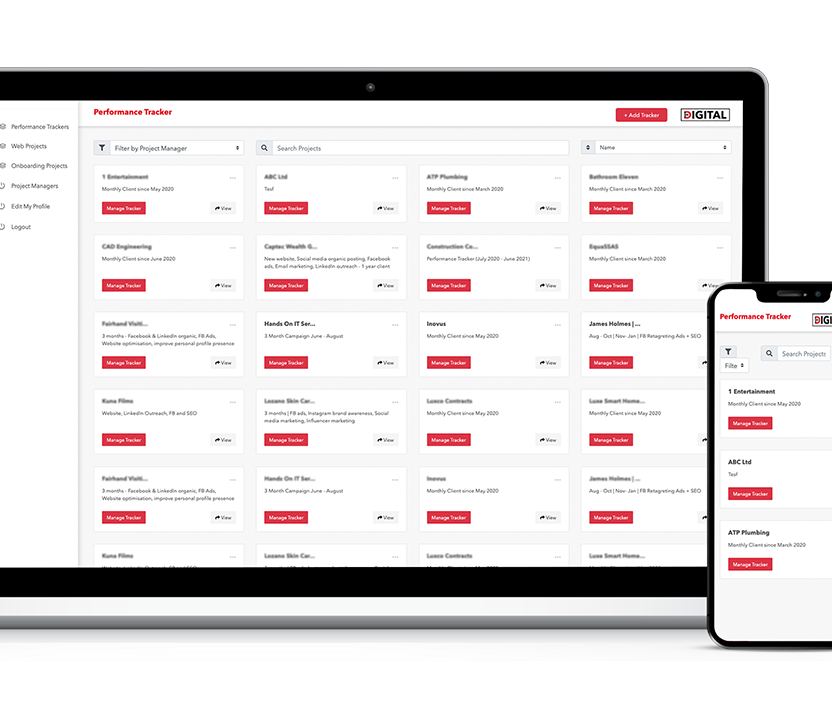 Performance Tracker
+ Add Tracker
DIGITAL
Performance Trackers
Web Projects
Onboarding Projects
Project Managers
Edit My Profile
Logout
Filter by Project Manager
Search Projects
Name
1 Entertainment
Monthly Client since May 2020
Manage Tracker
View
ABC Ltd
Tesf
Manage Tracker
View
ATP Plumbing
Monthly Client since March 2020
Manage Tracker
View
Bathroom Eleven
Monthly Client since March 2020
Manage Tracker
View
CAD Engineering
Monthly Client since June 2020
Manage Tracker
View
Captec Wealth G...
New website, Social media organic posting, Facebook
ads, Email marketing, LinkedIn outreach - 1 year client
Manage Tracker
View
Construction Co...
Performance Tracker (July 2020 - June 2021)
Manage Tracker
View
EquaSSAS
Monthly Client since March 2020
Manage Tracker
View
Fairhand Visiti...
3 months - Facebook & LinkedIn organic, FB Ads,
Website optimisation, improve personal profile presence
Manage Tracker
View
Hands On IT Ser...
3 Month Campaign June - August
Manage Tracker
View
Inovus
Monthly Client since May 2020
Manage Tracker
View
James Holmes |...
Aug - Oct | Nov- Jan | FB Retagreting Ads + SEO
Manage Tracker
Kuna Films
Website, LinkedIn Outreach, FB and SEO
Manage Tracker
View
Lozano Skin Car...
3 months | FB ads, Instagram brand awareness, Social
media marketing, Influencer marketing
Manage Tracker
View
Luxco Contracts
Monthly Client since May 2020
Manage Tracker
View
Luxe Smart Home...
Monthly Client since May 2020
Manage Tracker
Fairhand Visiti...
3 months - Facebook & LinkedIn organic, FB Ads,
Website optimisation, improve personal profile presence
Manage Tracker
View
Hands On IT Ser...
3 Month Campaign June - August
Manage Tracker
View
Inovus
Monthly Client since May 2020
Manage Tracker
View
James Holmes |...
Aug - Oct | Nov- Jan | FB Retagreting Ads + SEO
Manage Tracker
Kuna Films
Lozano Skin Car...
Luxco Contracts
Luxe Smart Home...
Performance Tracker
DIGI
Filte
Search Projects
1 Entertainment
Monthly Client since May 2020
Manage Tracker
ABC Ltd
Tesf
Manage Tracker
ATP Plumbing
Monthly Client since March 2020
Manage Tracker